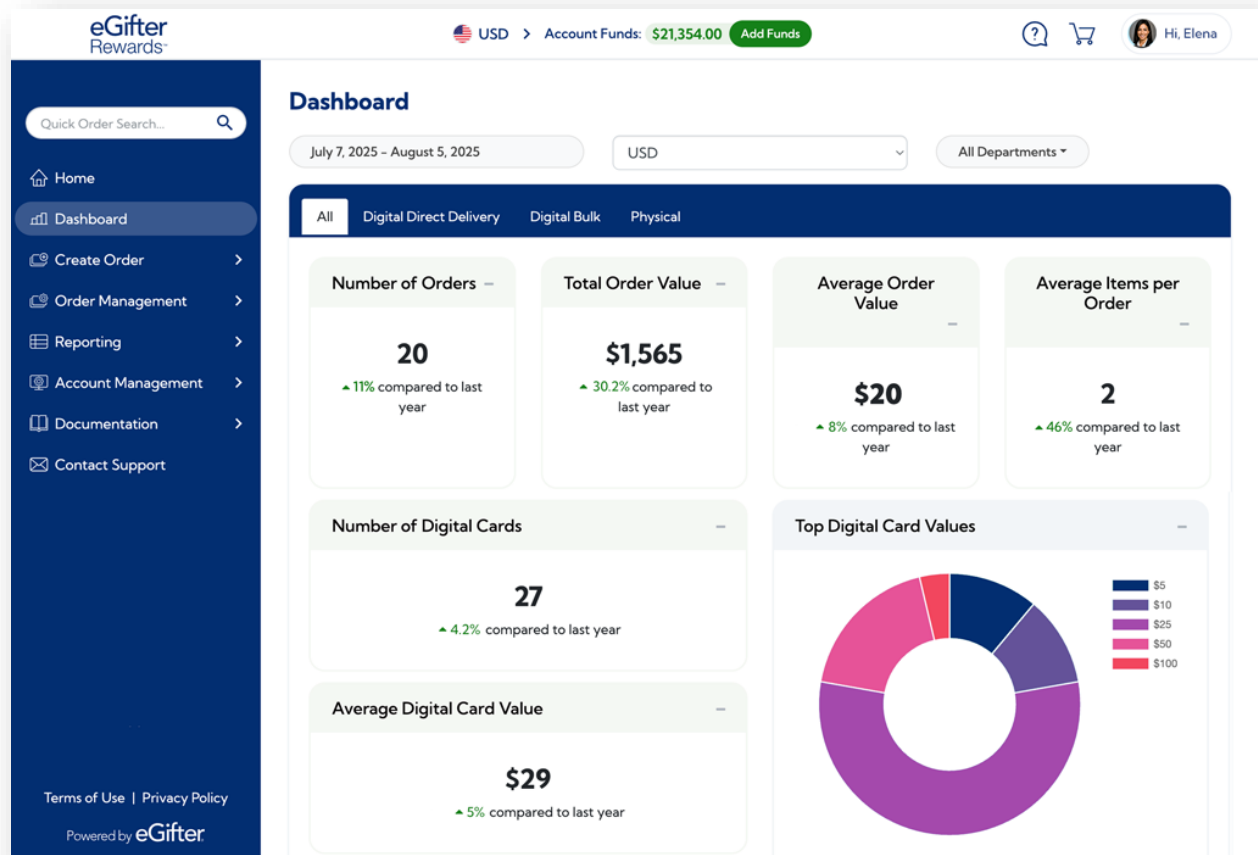 eGifter
Rewards™
USD > Account Funds: $21,354.00 Add Funds
?
Hi, Elena
Quick Order Search...
Home
Dashboard
Create Order
Order Management
Reporting
Account Management
Documentation
Contact Support
Terms of Use | Privacy Policy
Powered by eGifter
Dashboard
July 7, 2025 - August 5, 2025
USD
All Departments
All
Digital Direct Delivery
Digital Bulk
Physical
Number of Orders
20
11% compared to last
year
Total Order Value
$1,565
30.2% compared to
last year
Average Order
Value
$20
8% compared to last
year
Average Items per
Order
2
46% compared to last
year
Number of Digital Cards
27
4.2% compared to last year
Average Digital Card Value
$29
5% compared to last year
Top Digital Card Values
$5
$10
$25
$50
$100